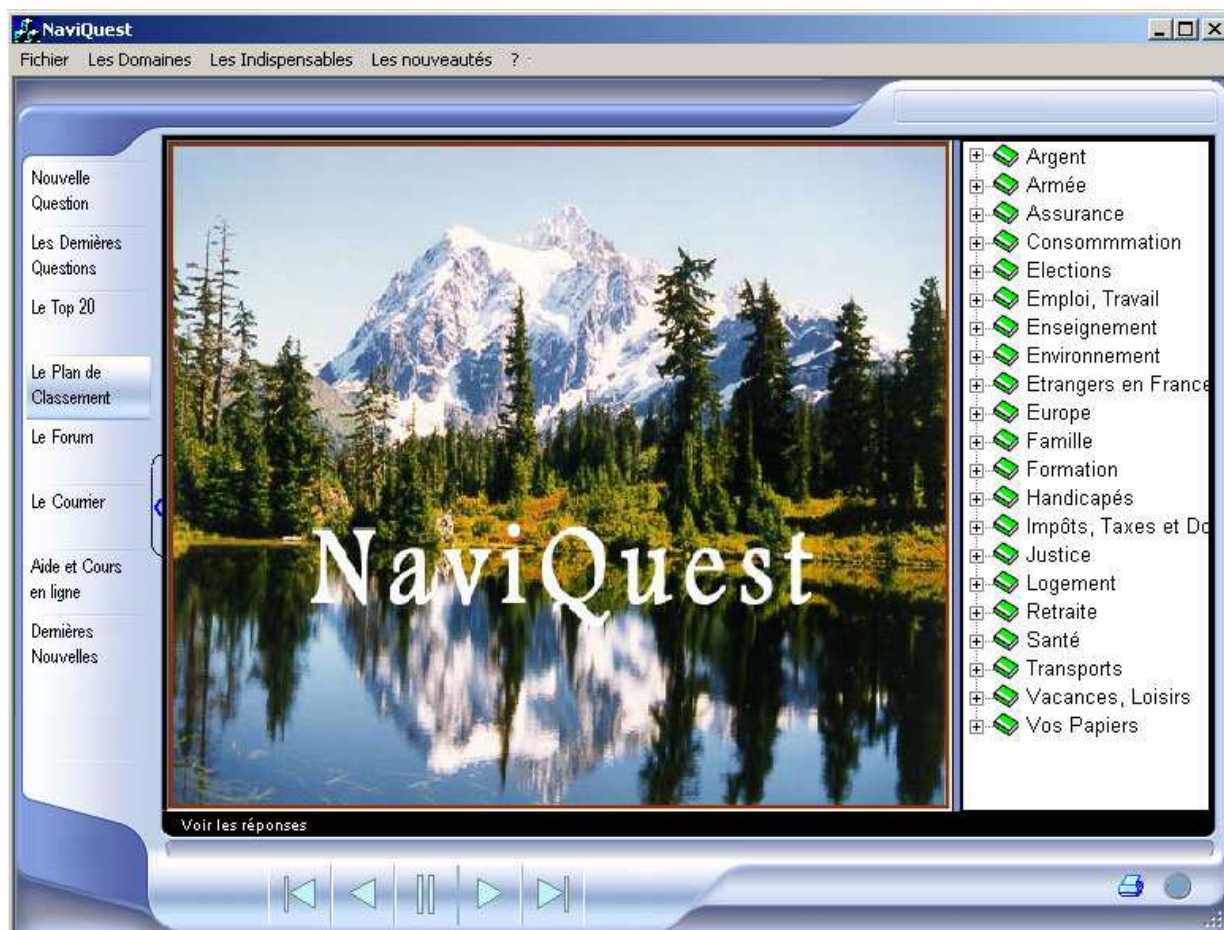 NaviQuest
Fichier Les Domaines Les Indispensables Les nouveautés ?
Nouvelle
Question
Les Dernières
Questions
Le Top 20
Le Plan de
Classement
Le Forum
Le Courrier
Aide et Cours
en ligne
Dernières
Nouvelles
NaviQuest
Voir les réponses
Argent
Armée
Assurance
Consommmation
Elections
Emploi, Travail
Enseignement
Environnement
Etrangers en France
Europe
Famille
Formation
Handicapés
Impôts, Taxes et Do
Justice
Logement
Retraite
Santé
Transports
Vacances, Loisirs
Vos Papiers